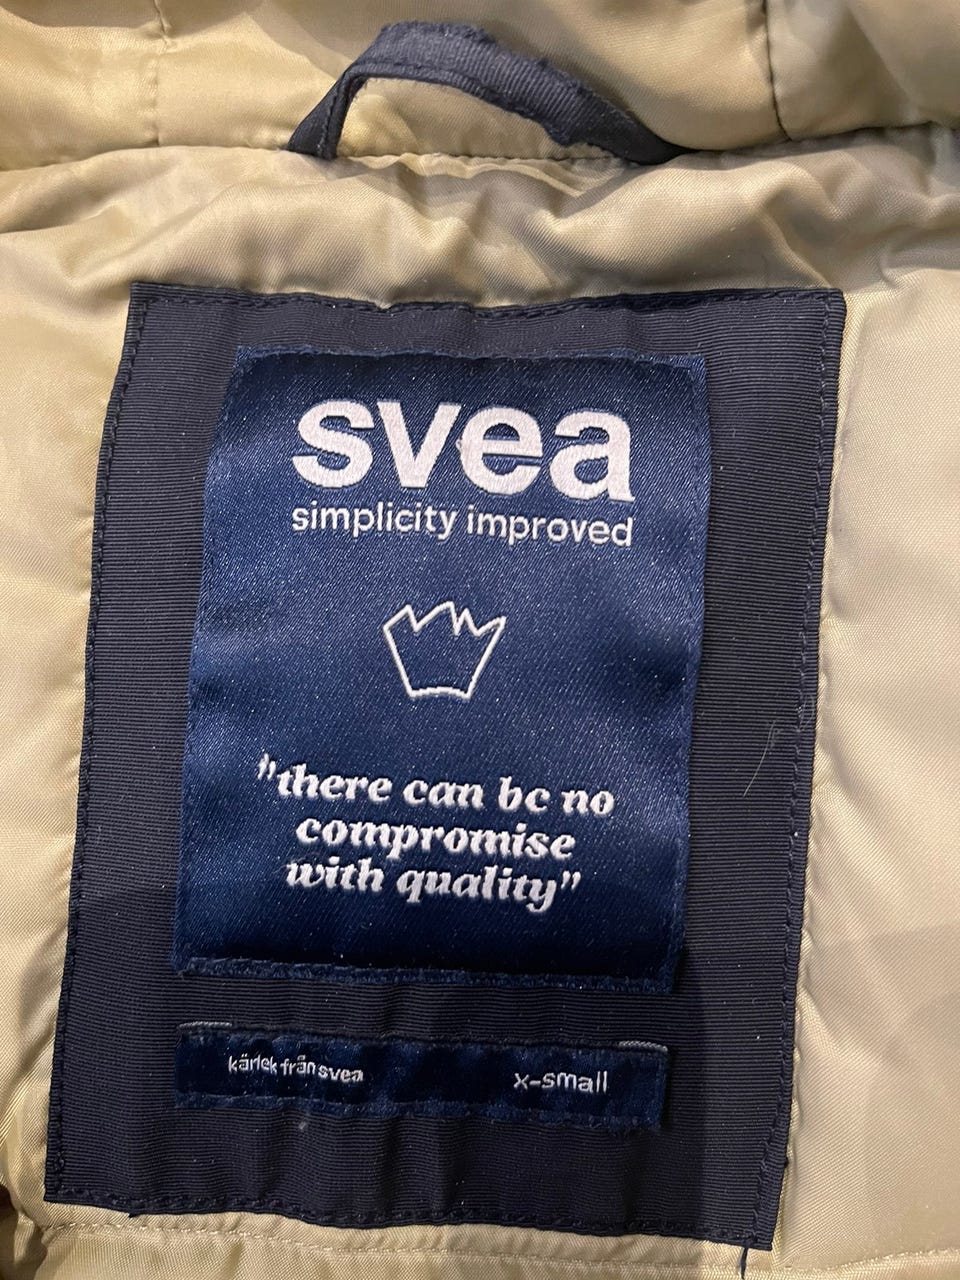 svea
simplicity improved
"there can be no
compromise
with quality"
kärlek från svea
x-small